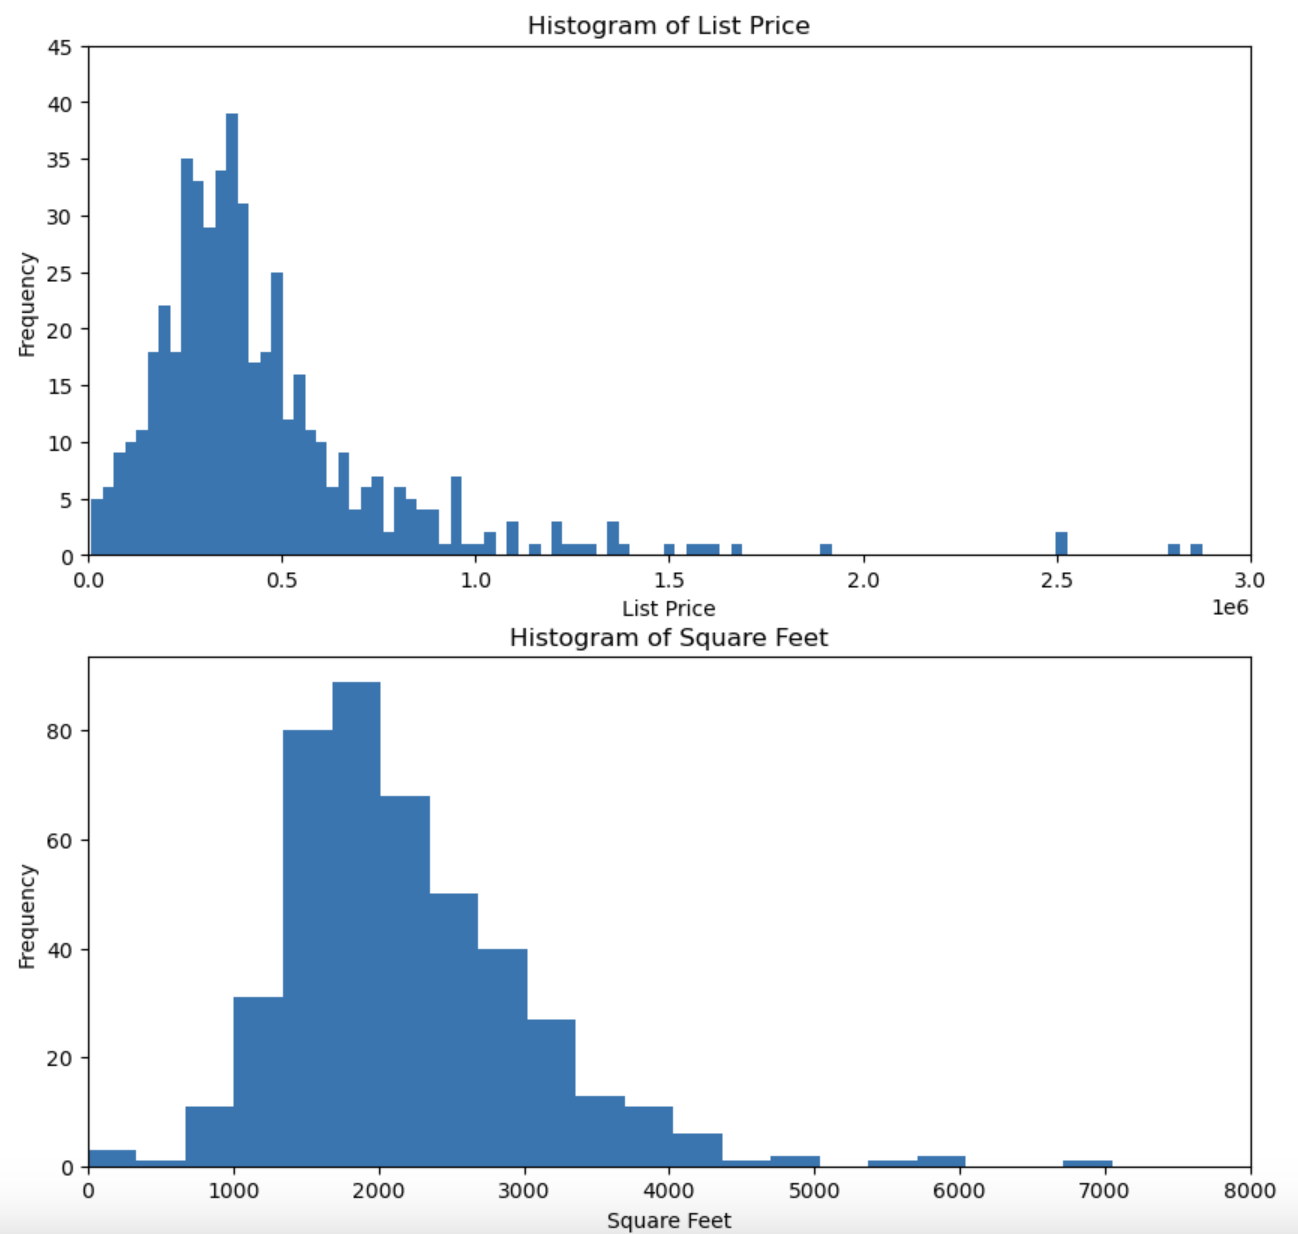 Histogram of List Price
45
40
35
30
25
20
15
10
5
0
Frequency
0.0 0.5 1.0 1.5 2.0 2.5 3.0
List Price
1e6
Histogram of Square Feet
80
60
40
20
0
Frequency
0 1000 2000 3000 4000 5000 6000 7000 8000
Square Feet